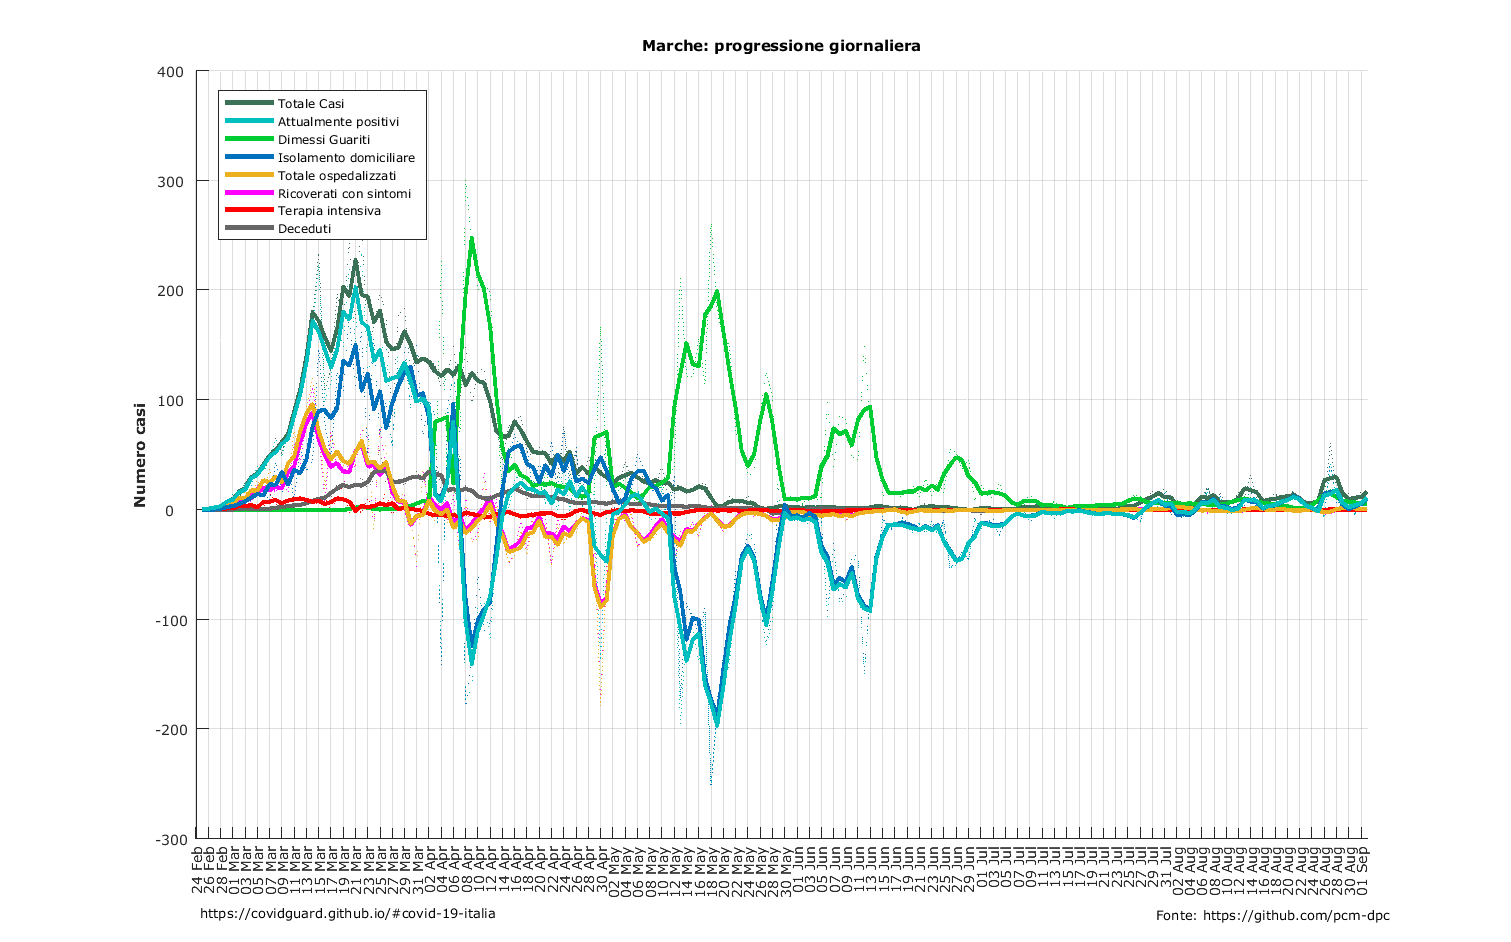 Marche: progressione giornaliera
400
300
200
100
0
-100
-200
-300
Numero casi
Totale Casi
Attualmente positivi
Dimessi Guariti
Isolamento domiciliare
Totale ospedalizzati
Ricoverati con sintomi
Terapia intensiva
Deceduti
24 Feb
26 Feb
28 Feb
01 Mar
03 Mar
05 Mar
07 Mar
09 Mar
11 Mar
13 Mar
15 Mar
17 Mar
19 Mar
21 Mar
23 Mar
25 Mar
27 Mar
29 Mar
31 Mar
02 Apr
04 Apr
06 Apr
08 Apr
10 Apr
12 Apr
14 Apr
16 Apr
18 Apr
20 Apr
22 Apr
24 Apr
26 Apr
28 Apr
30 Apr
02 May
04 May
06 May
08 May
10 May
12 May
14 May
16 May
18 May
20 May
22 May
24 May
26 May
28 May
30 May
01 Jun
03 Jun
05 Jun
07 Jun
09 Jun
11 Jun
13 Jun
15 Jun
17 Jun
19 Jun
21 Jun
23 Jun
25 Jun
27 Jun
29 Jun
01 Jul
03 Jul
05 Jul
07 Jul
09 Jul
11 Jul
13 Jul
15 Jul
17 Jul
19 Jul
21 Jul
23 Jul
25 Jul
27 Jul
29 Jul
31 Jul
02 Aug
04 Aug
06 Aug
08 Aug
10 Aug
12 Aug
14 Aug
16 Aug
18 Aug
20 Aug
22 Aug
24 Aug
26 Aug
28 Aug
30 Aug
01 Sep
https://covidguard.github.io/#covid-19-italia
Fonte: https://github.com/pcm-dpc